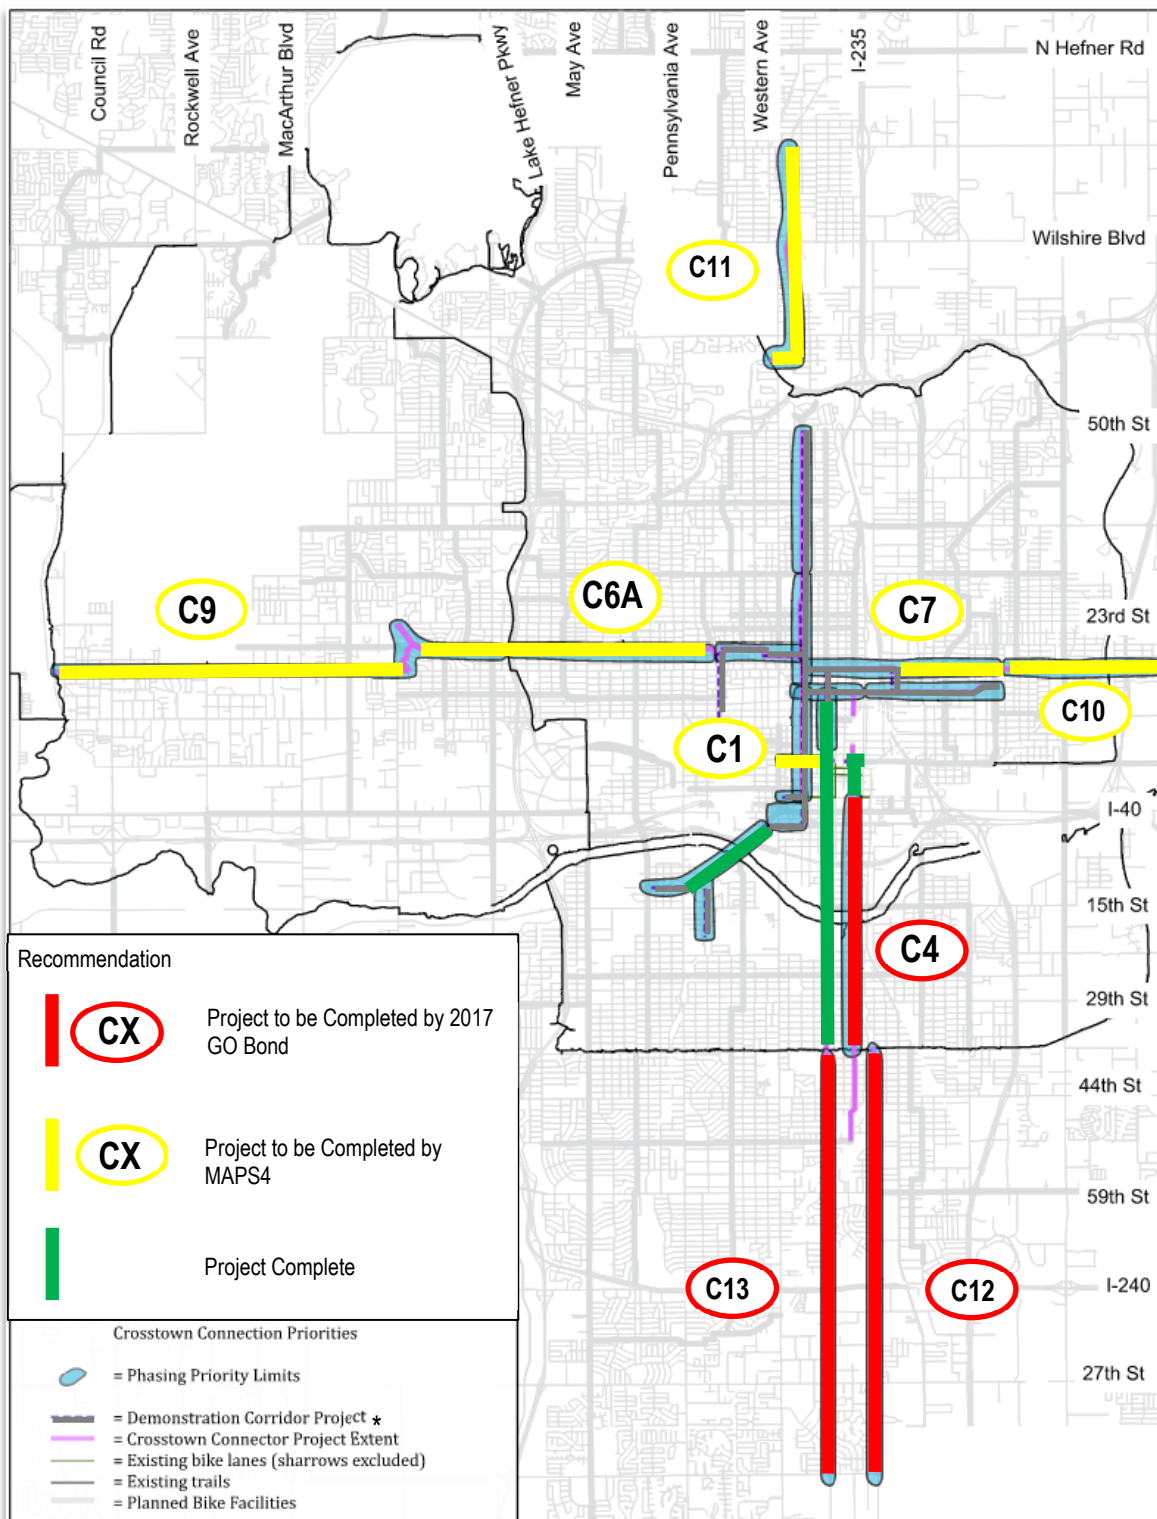 Council Rd
Rockwell Ave
MacArthur Blvd
Lake Hefner Pkwy
May Ave
Pennsylvania Ave
Western Ave
I-235
N Hefner Rd
Wilshire Blvd
C11
50th St
C9
C6A
C7
23rd St
C10
C1
I-40
15th St
C4
29th St
44th St
59th St
C13
C12
I-240
27th St
Recommendation
CX
Project to be Completed by 2017
GO Bond
CX
Project to be Completed by
MAPS4
Project Complete
Crosstown Connection Priorities
= Phasing Priority Limits
= Demonstration Corridor Project *
= Crosstown Connector Project Extent
= Existing bike lanes (sharrows excluded)
= Existing trails
= Planned Bike Facilities